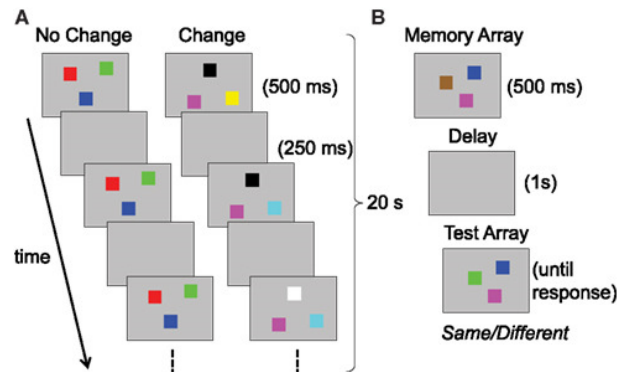 A
No Change
Change
(500 ms)
(250 ms)
20 s
time
B
Memory Array
(500 ms)
Delay
(1s)
Test Array
(until
response)
Same/Different